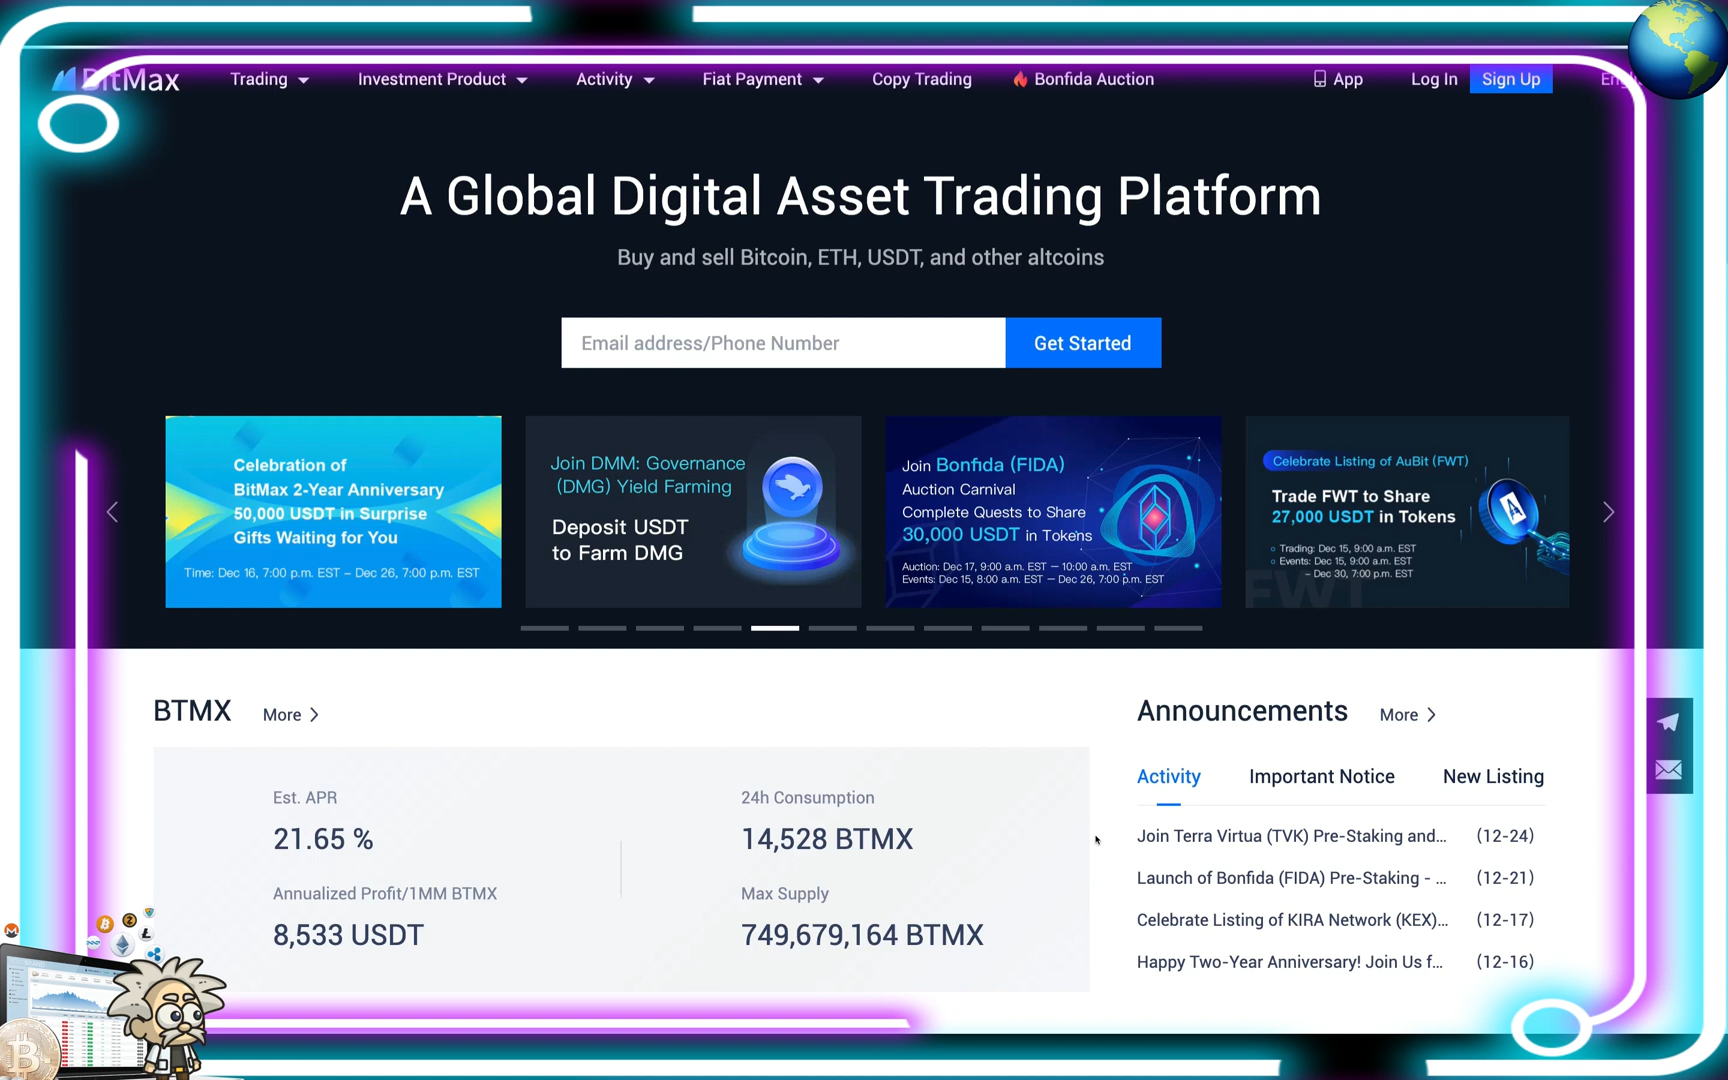 BitMax
Trading
Investment Product
Activity
Fiat Payment
Copy Trading
Bonfida Auction
App
Log In
Sign Up
A Global Digital Asset Trading Platform
Buy and sell Bitcoin, ETH, USDT, and other altcoins
Email address/Phone Number
Get Started
Celebration of
BitMax 2-Year Anniversary
50,000 USDT in Surprise
Gifts Waiting for You
Time: Dec 16, 7:00 p.m. EST – Dec 26, 7:00 p.m. EST
Join DMM: Governance
(DMG) Yield Farming
Deposit USDT
to Farm DMG
Join Bonfida (FIDA)
Auction Carnival
Complete Quests to Share
30,000 USDT in Tokens
Auction: Dec 17, 9:00 a.m. EST — 10:00 a.m. EST
Events: Dec 15, 8:00 a.m. EST — Dec 26, 7:00 p.m. EST
Celebrate Listing of AuBit (FWT)
Trade FWT to Share
27,000 USDT in Tokens
Trading: Dec 15, 9:00 a.m. EST
Events: Dec 15, 9:00 a.m. EST
– Dec 30, 7:00 p.m. EST
FWT
BTMX
More
Est. APR
21.65 %
24h Consumption
14,528 BTMX
Annualized Profit/1MM BTMX
8,533 USDT
Max Supply
749,679,164 BTMX
Announcements
More
Activity
Important Notice
New Listing
Join Terra Virtua (TVK) Pre-Staking and... (12-24)
Launch of Bonfida (FIDA) Pre-Staking - ... (12-21)
Celebrate Listing of KIRA Network (KEX)... (12-17)
Happy Two-Year Anniversary! Join Us f... (12-16)